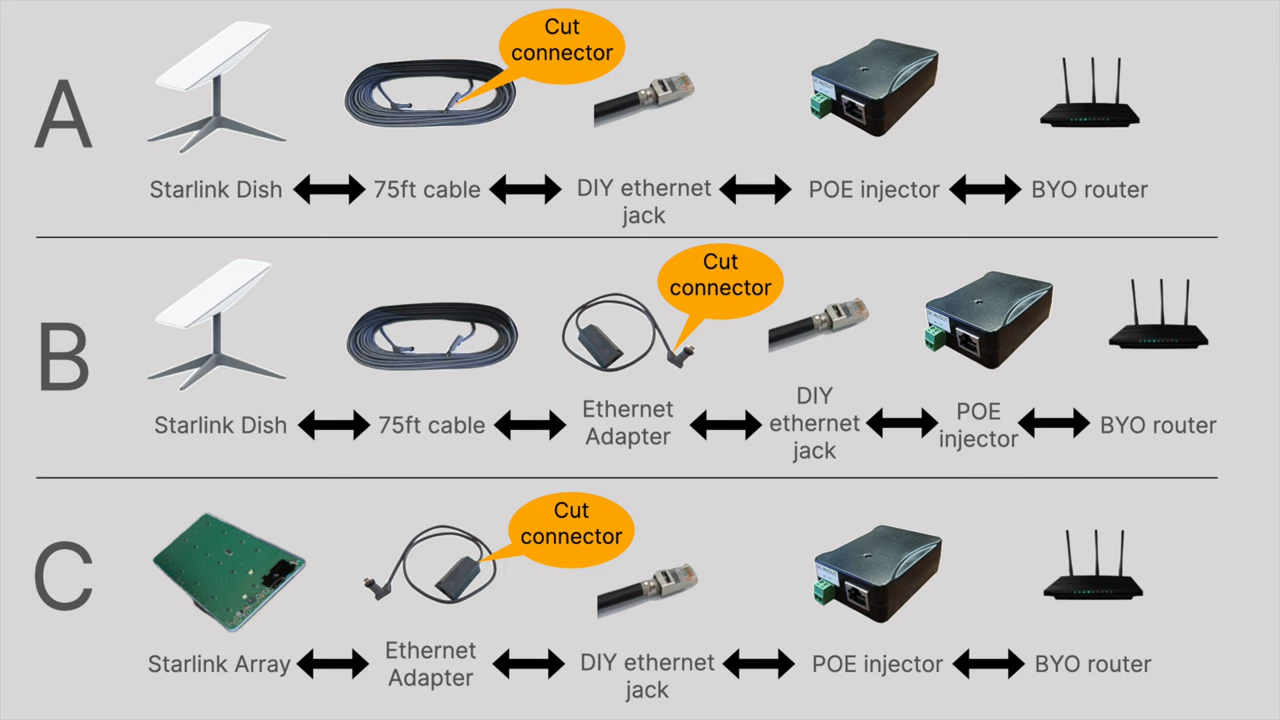 A
Cut
connector
Starlink Dish
75ft cable
DIY ethernet
jack
POE injector
BYO router
B
Cut
connector
Starlink Dish
75ft cable
Ethernet
Adapter
DIY
ethernet
jack
POE
injector
BYO router
C
Cut
connector
Starlink Array
Ethernet
Adapter
DIY ethernet
jack
POE injector
BYO router